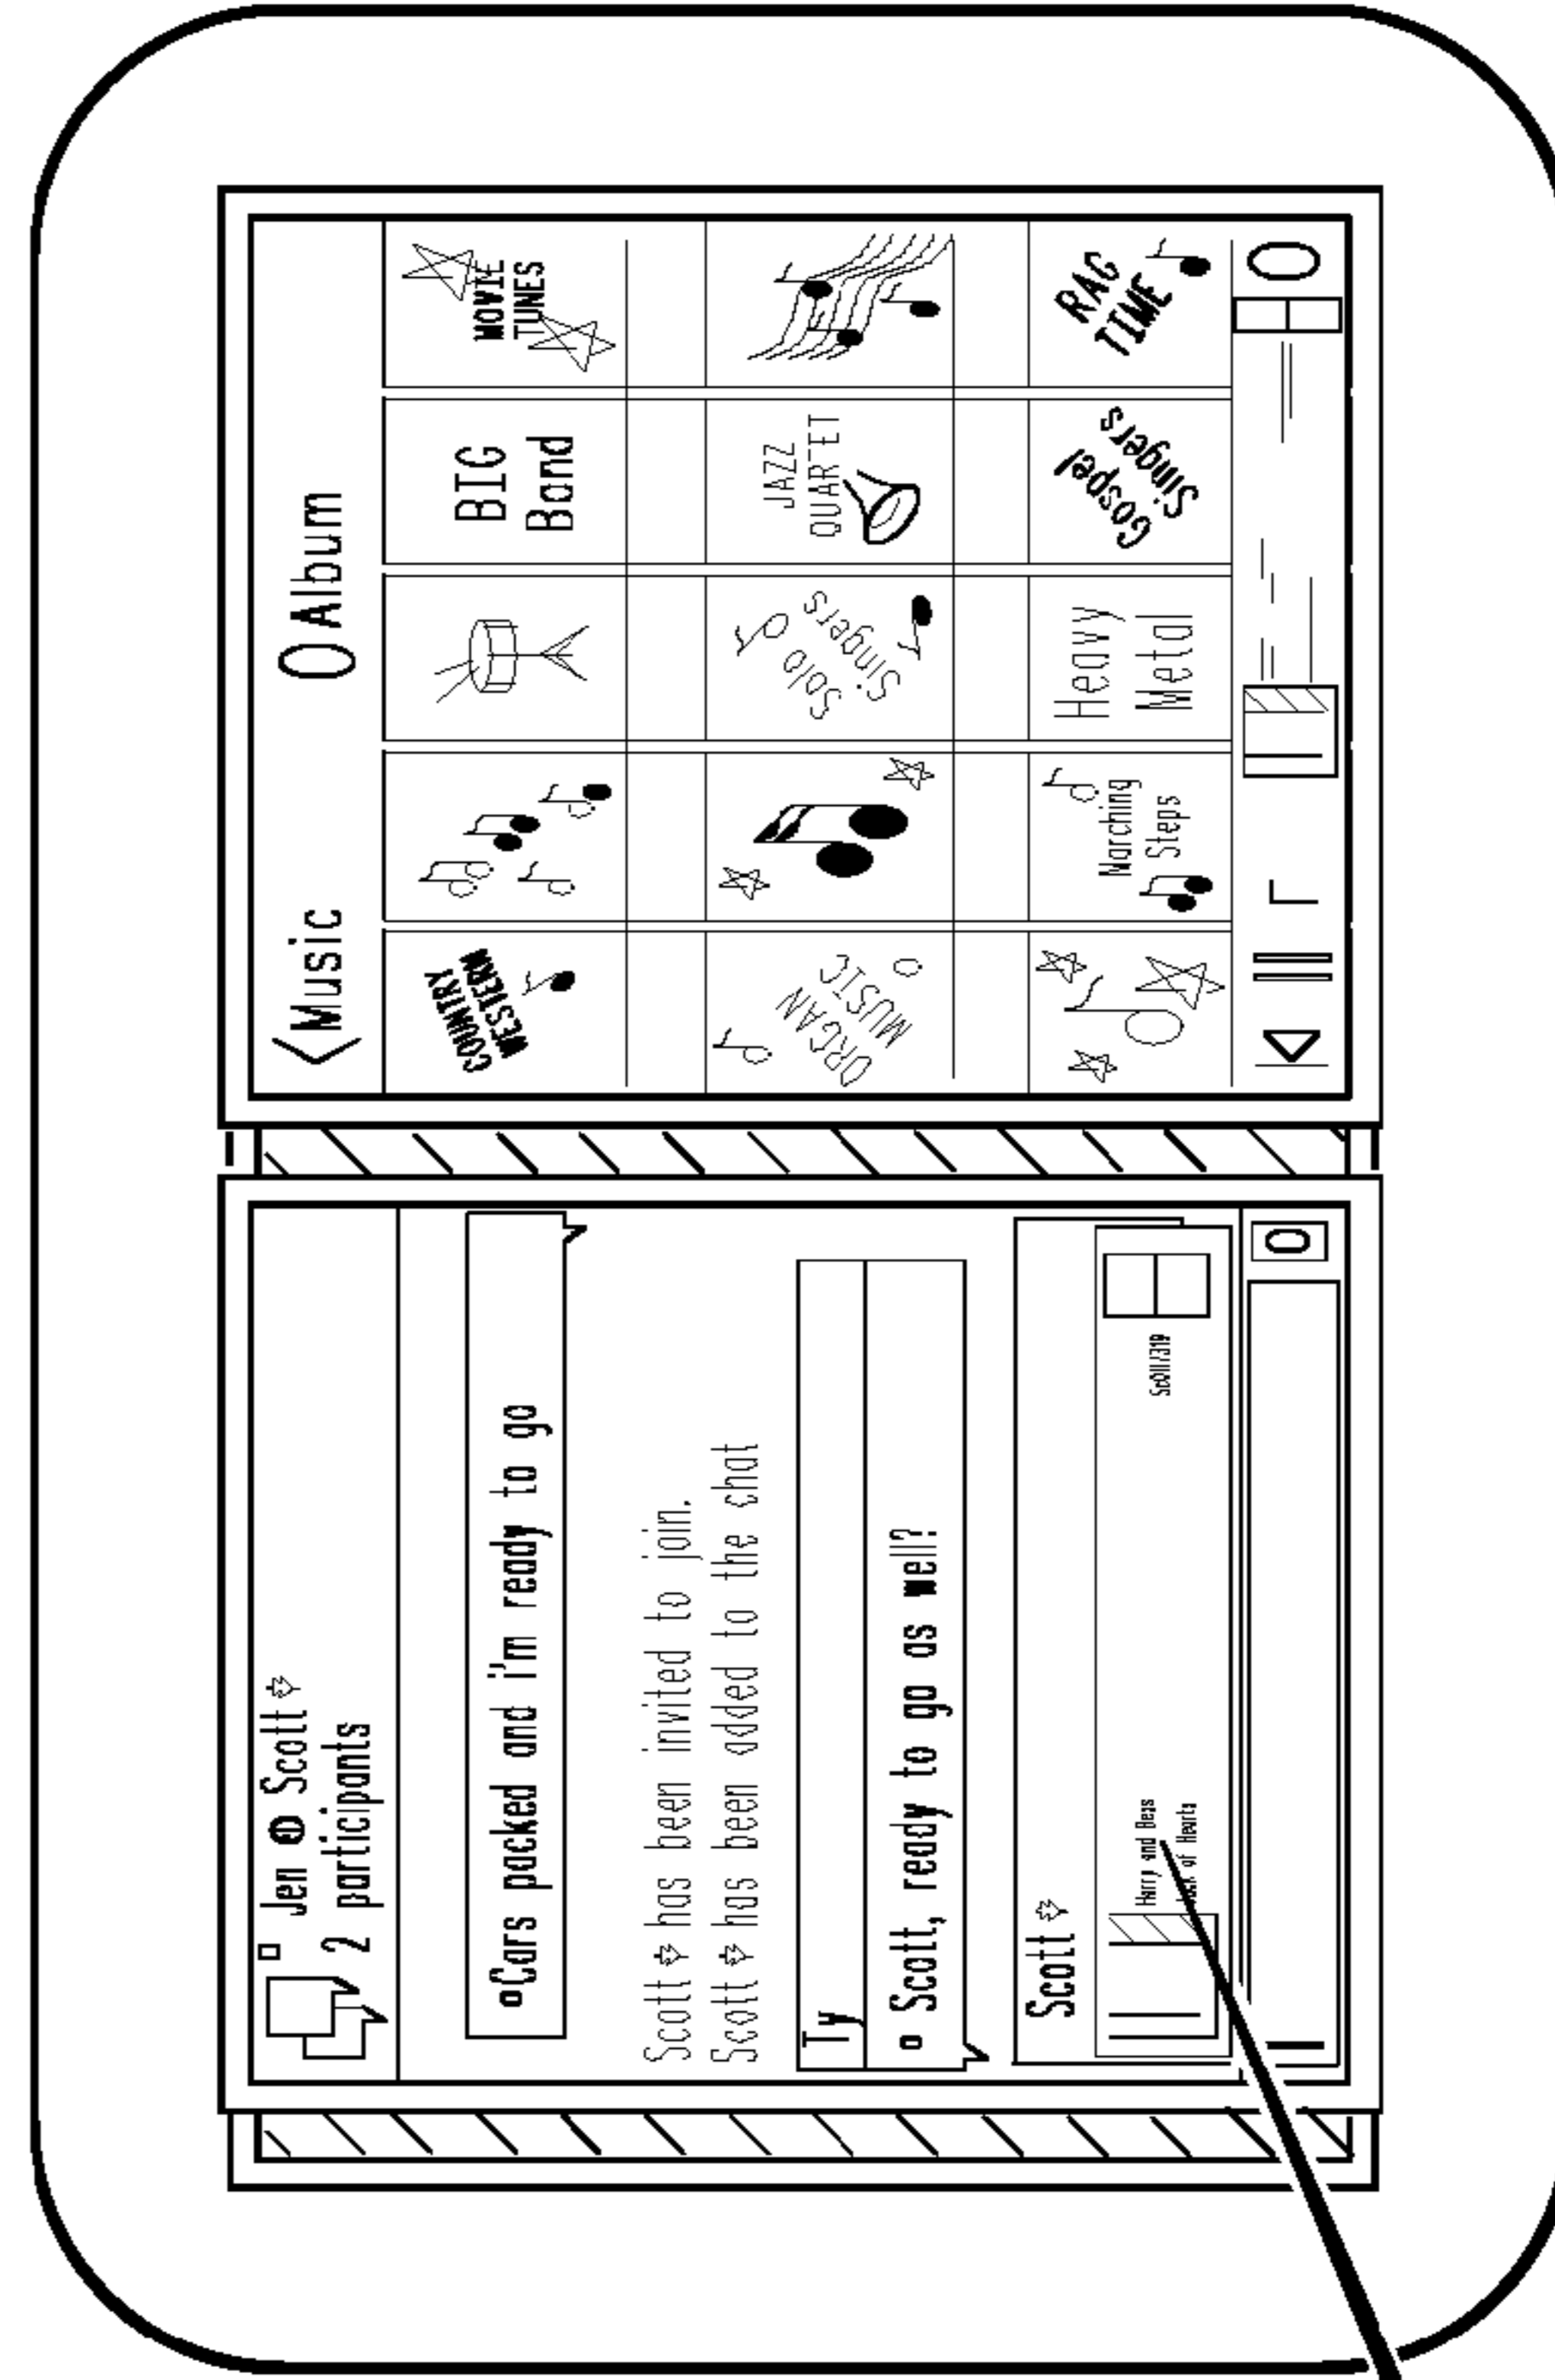 Jen ① Scott
2 participants
Cars packed and i'm ready to go
Scott has been invited to join.
Scott has been added to the chat
Ty
Scott, ready to go as well?
Scott
Harry and Bess
of Hearts
<Music
Album
COUNTRY
WESTERN
BIG
Band
MOVIE
TUNES
ORGAN
MUSIC
Solo
Singers
JAZZ
QUARTET
Marching
Steps
Heavy
Metal
Gospel
Singers
RAG
TIME